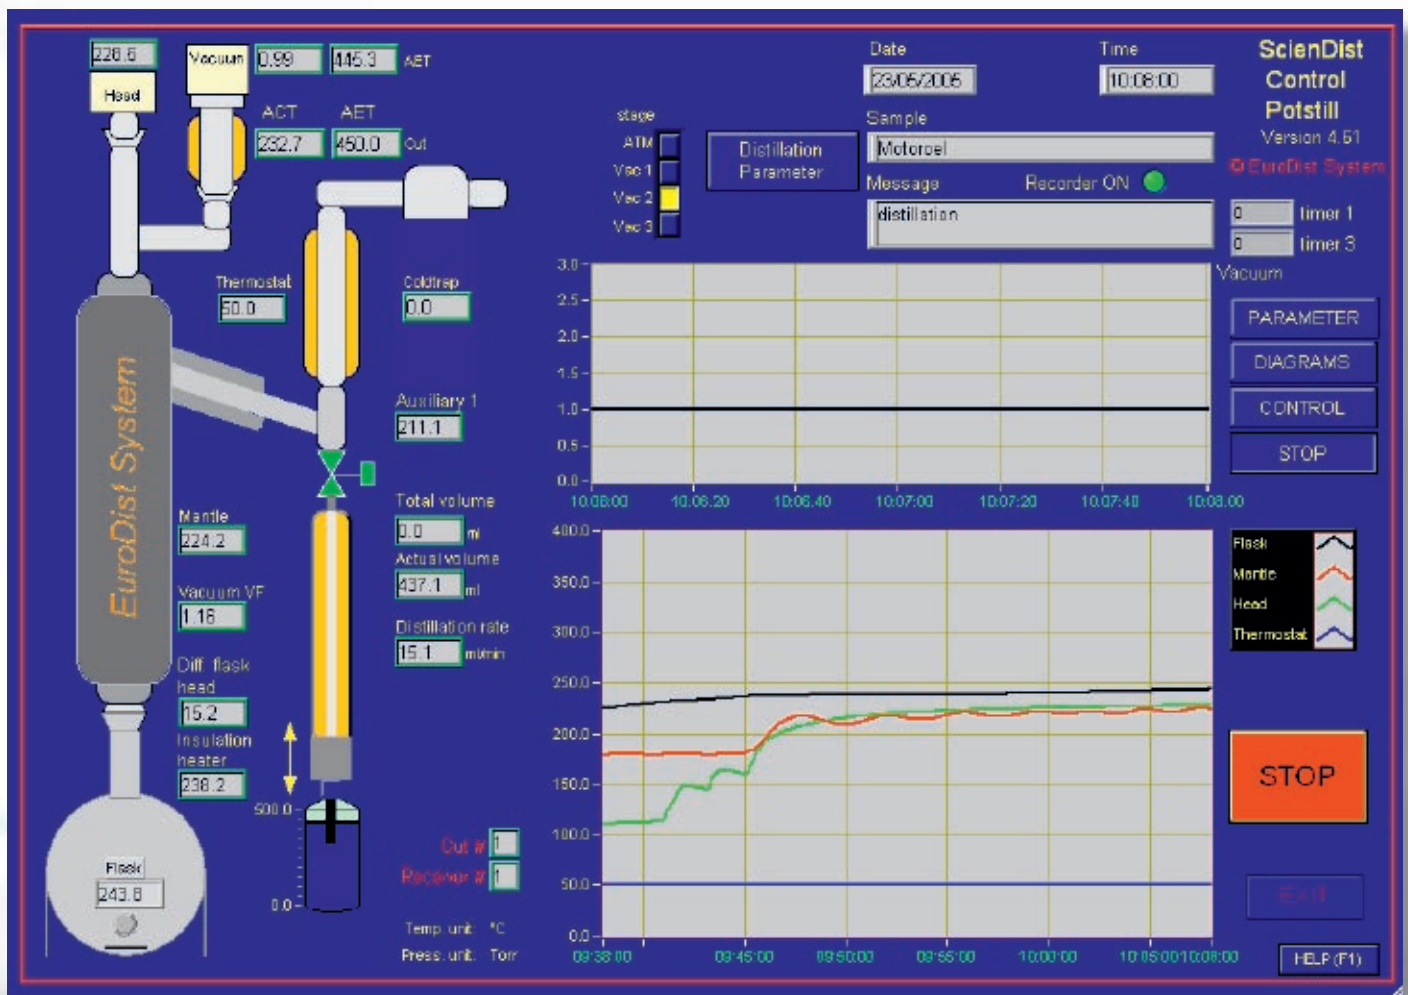 228.6
Head
Vacuum
0.99
445.3
AET
ACT
AET
232.7
450.0
Cut
stage
ATM
Vac 1
Vac 2
Vac 3
Distillation
Parameter
Date
23/05/2005
Time
10:08:00
Sample
Motoroel
Message
Recorder ON
distillation
ScienDist
Control
Potstill
Version 4.61
© EuroDist System
0
timer 1
0
timer 3
Thermostat
50.0
Coldtrap
0.0
Auxiliary 1
211.1
EuroDist System
Mantle
224.2
Vacuum VF
1.16
Diff. flask
head
15.2
Insulation
heater
238.2
Total volume
0.0 ml
Actual volume
437.1 ml
Distillation rate
15.1 ml/min
500.0
0.0
Flask
243.8
Cut # 1
Receiver # 1
Temp. unit: °C
Press. unit: Torr
Vacuum
3.0
2.5
2.0
1.5
1.0
0.5
0.0
10:06:00 10:06:20 10:06:40 10:07:00 10:07:20 10:07:40 10:08:00
PARAMETER
DIAGRAMS
CONTROL
STOP
400.0
350.0
300.0
250.0
200.0
150.0
100.0
50.0
0.0
09:38:00 09:45:00 09:50:00 09:55:00 10:00:00 10:05:00 10:08:00
Flask
Mantle
Head
Thermostat
STOP
EXIT
HELP (F1)